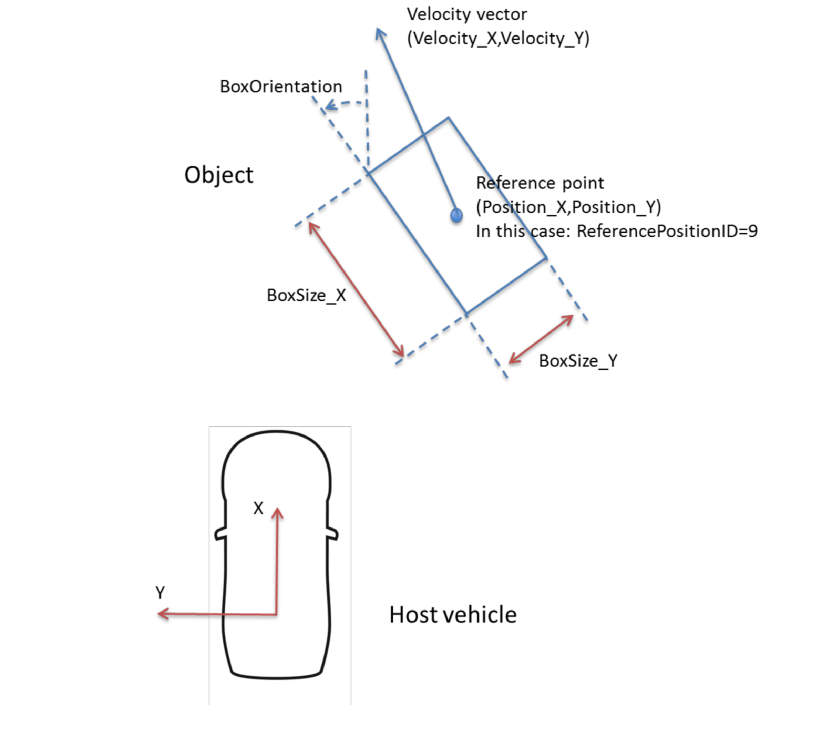 Velocity vector
(Velocity_X,Velocity_Y)
BoxOrientation
Object
Reference point
(Position_X,Position_Y)
In this case: ReferencePositionID=9
BoxSize_X
BoxSize_Y
X
Y
Host vehicle